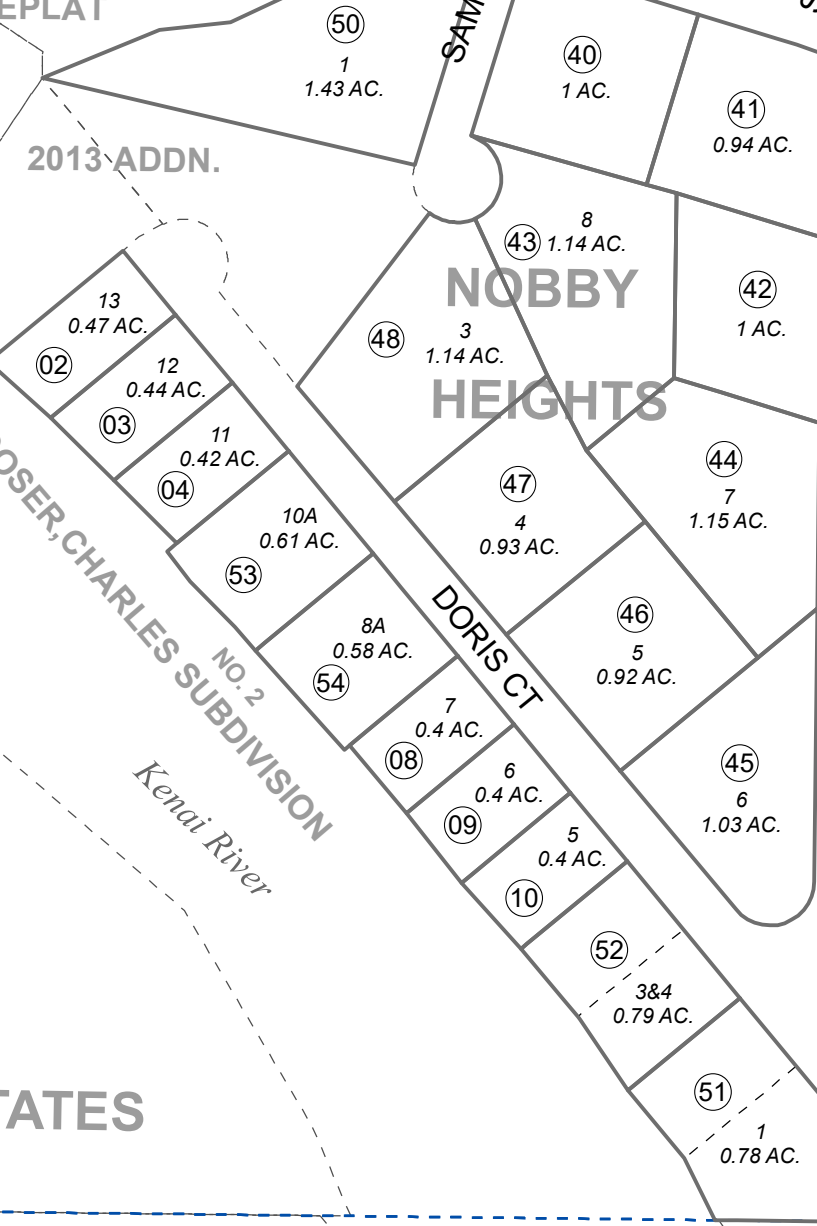 EPLAT
50
1
1.43 AC.
SAM
40
1 AC.
41
0.94 AC.
2013 ADDN.
43
8
1.14 AC.
NOBBY
HEIGHTS
42
1 AC.
13
0.47 AC.
02
48
3
1.14 AC.
12
0.44 AC.
03
11
0.42 AC.
04
47
4
0.93 AC.
44
7
1.15 AC.
10A
0.61 AC.
53
OSER, CHARLES SUBDIVISION
NO. 2
8A
0.58 AC.
54
DORIS CT
46
5
0.92 AC.
7
0.4 AC.
08
6
0.4 AC.
09
45
6
1.03 AC.
Kenai River
5
0.4 AC.
10
52
3&4
0.79 AC.
51
1
0.78 AC.
TATES